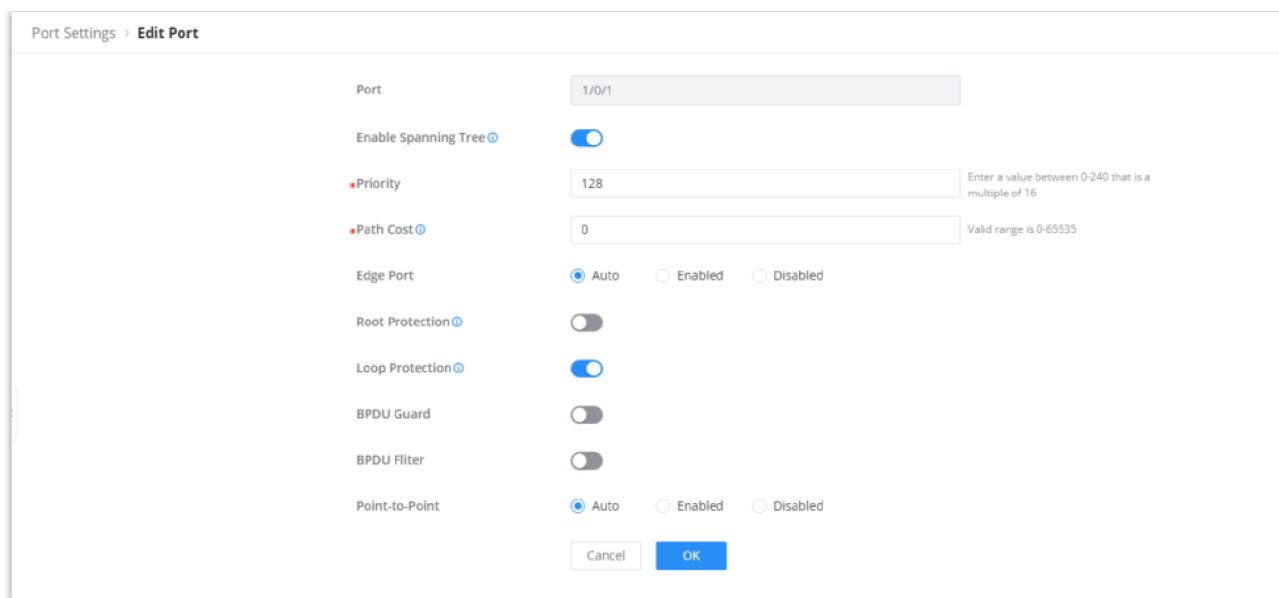 Port Settings > Edit Port
Port 1/0/1
Enable Spanning Tree
*Priority 128 Enter a value between 0-240 that is a
multiple of 16
*Path Cost 0 Valid range is 0-65535
Edge Port Auto Enabled Disabled
Root Protection
Loop Protection
BPDU Guard
BPDU Fliter
Point-to-Point Auto Enabled Disabled
Cancel OK